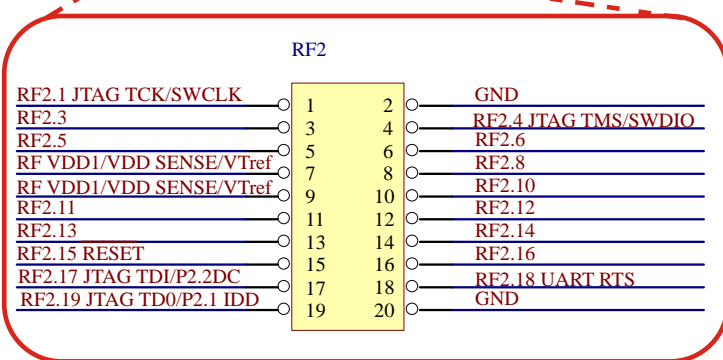 RF2
RF2.1 JTAG TCK/SWCLK 1 2 GND
RF2.3 3 4 RF2.4 JTAG TMS/SWDIO
RF2.5 5 6 RF2.6
RF VDD1/VDD SENSE/VTref 7 8 RF2.8
RF VDD1/VDD SENSE/VTref 9 10 RF2.10
RF2.11 11 12 RF2.12
RF2.13 13 14 RF2.14
RF2.15 RESET 15 16 RF2.16
RF2.17 JTAG TDI/P2.2DC 17 18 RF2.18 UART RTS
RF2.19 JTAG TD0/P2.1 IDD 19 20 GND